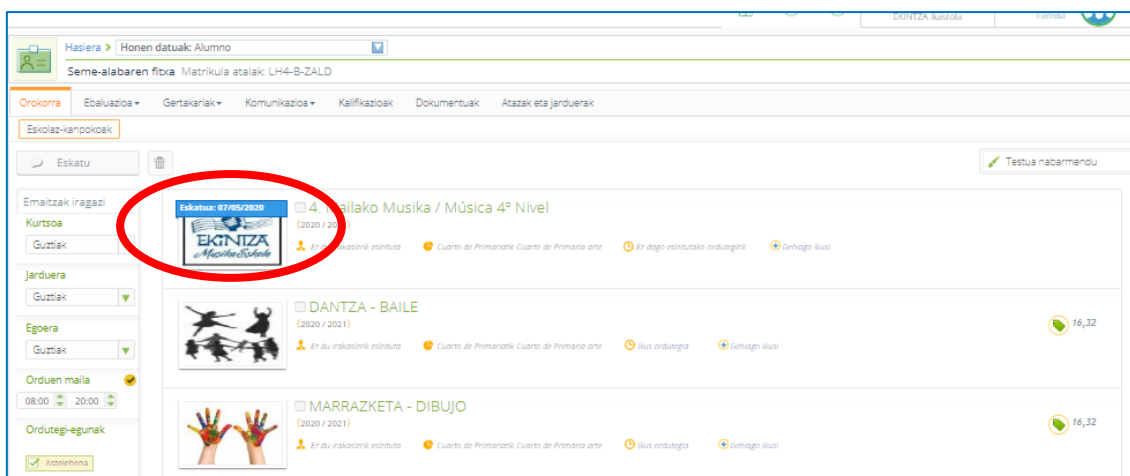 EKINTZA Ikastola
Familia
Hasiera > Honen datuak: Alumno
Seme-alabaren fitxa Matrikula atalak: LH4-B-ZALD
Orokorra Ebaluazioa Gertakariak Komunikazioa Kalifikazioak Dokumentuak Atazak eta jarduerak
Eskolaz-kanpokoak
Eskatu
Testua nabarmendu
Emaitzak iragazi
Kurtsoa
Guztiak
Jarduera
Guztiak
Egoera
Guztiak
Orduen maila
08:00 20:00
Ordutegi-egunak
Astelehena
Eskatua: 07/05/2020
EKINTZA
Musika Eskola
4. Mailako Musika / Música 4º Nivel
(2020 /
Ez du irakaslerik esleituta Cuarto de Primariatik Cuarto de Primaria arte Ez dago esleitutako ordutegirik Gehiago ikusi
DANTZA - BAILE
(2020 / 2021)
Ez du irakaslerik esleituta Cuarto de Primariatik Cuarto de Primaria arte Ikus ordutegia Gehiago ikusi
16,32
MARRAZKETA - DIBUJO
(2020 / 2021)
Ez du irakaslerik esleituta Cuarto de Primariatik Cuarto de Primaria arte Ikus ordutegia Gehiago ikusi
16,32